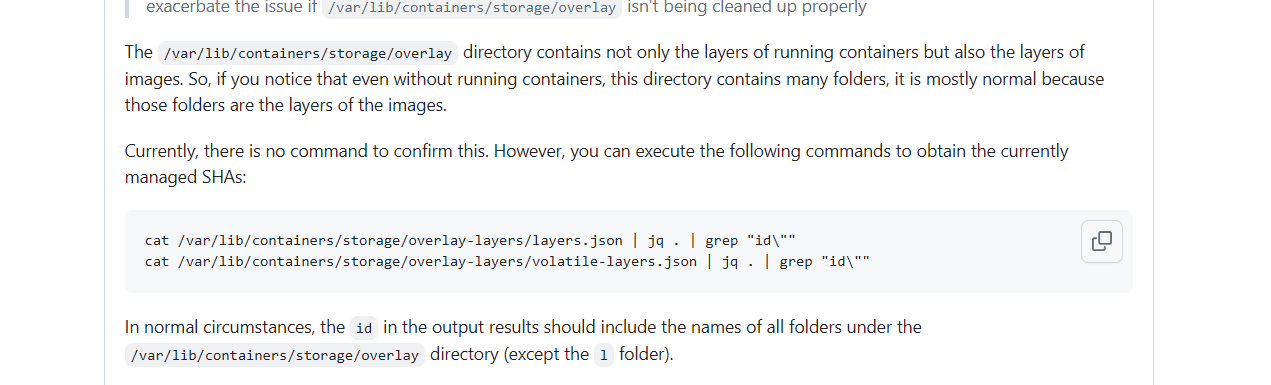 exacerbate the issue if /var/lib/containers/storage/overlay isn't being cleaned up properly
The /var/lib/containers/storage/overlay directory contains not only the layers of running containers but also the layers of
images. So, if you notice that even without running containers, this directory contains many folders, it is mostly normal because
those folders are the layers of the images.
Currently, there is no command to confirm this. However, you can execute the following commands to obtain the currently
managed SHAs:
cat /var/lib/containers/storage/overlay-layers/layers.json | jq . | grep "id\""
cat /var/lib/containers/storage/overlay-layers/volatile-layers.json | jq . | grep "id\""
In normal circumstances, the id in the output results should include the names of all folders under the
/var/lib/containers/storage/overlay directory (except the l folder).